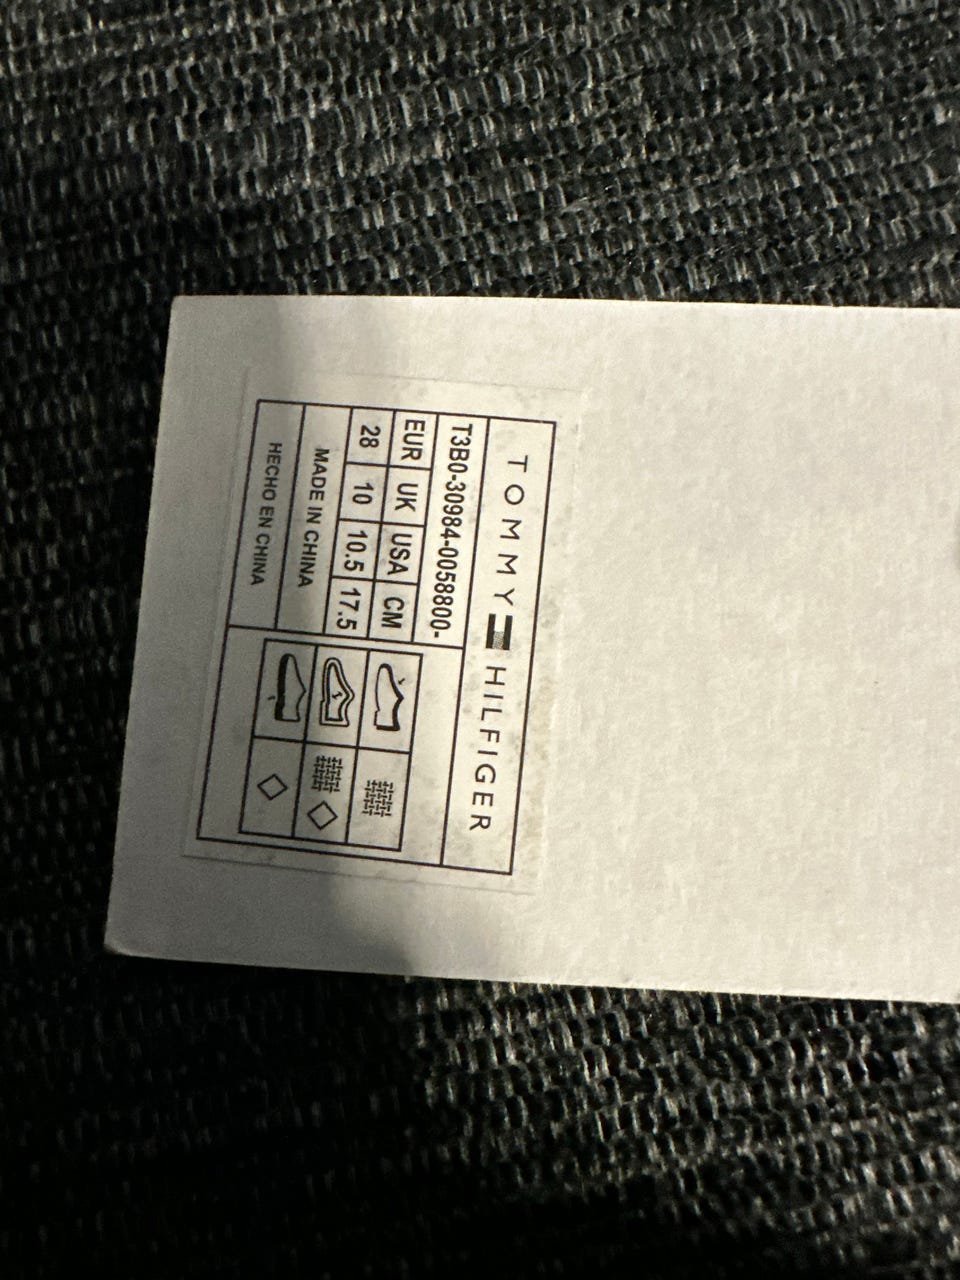 TOMMY HILFIGER
T3B0-30984-0058800-
EUR UK USA CM
28 10 10.5 17.5
MADE IN CHINA
HECHO EN CHINA